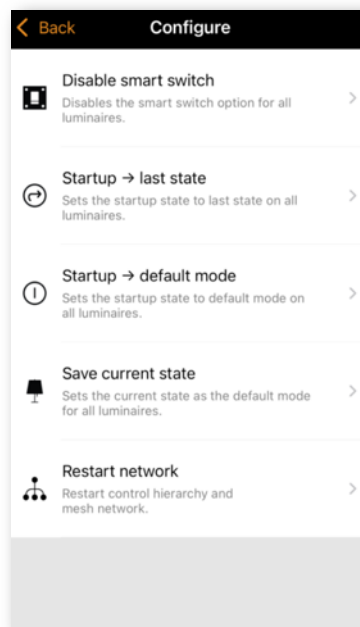 Back
Configure
Disable smart switch
Disables the smart switch option for all
luminaires.
Startup → last state
Sets the startup state to last state on all
luminaires.
Startup → default mode
Sets the startup state to default mode on
all luminaires.
Save current state
Sets the current state as the default mode
for all luminaires.
Restart network
Restart control hierarchy and
mesh network.